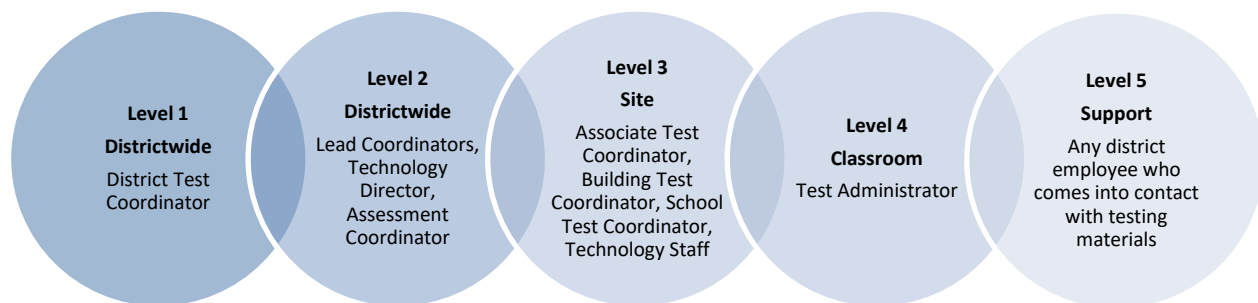 Level 1
Districtwide
District Test
Coordinator
Level 2
Districtwide
Lead Coordinators,
Technology
Director,
Assessment
Coordinator
Level 3
Site
Associate Test
Coordinator,
Building Test
Coordinator, School
Test Coordinator,
Technology Staff
Level 4
Classroom
Test Administrator
Level 5
Support
Any district
employee who
comes into contact
with testing
materials